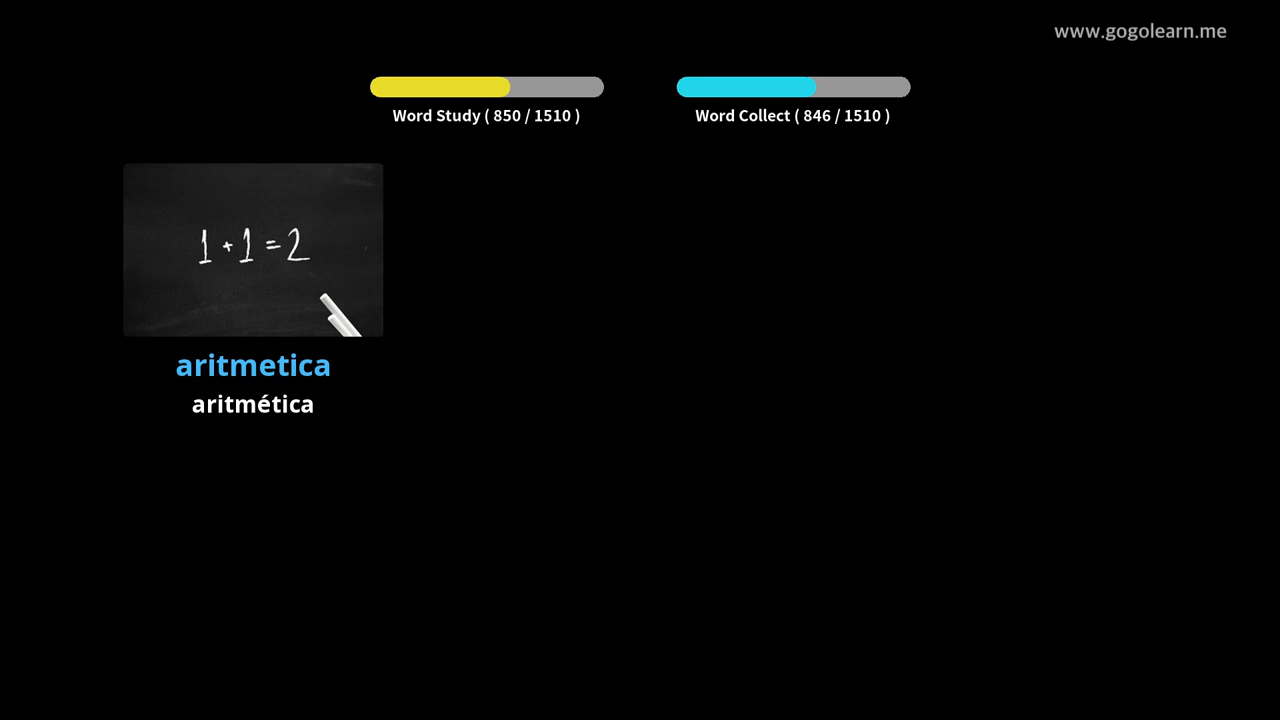 www.gogolearn.me
Word Study ( 850 / 1510 )
Word Collect ( 846 / 1510 )
1 + 1 = 2
aritmetica
aritmética